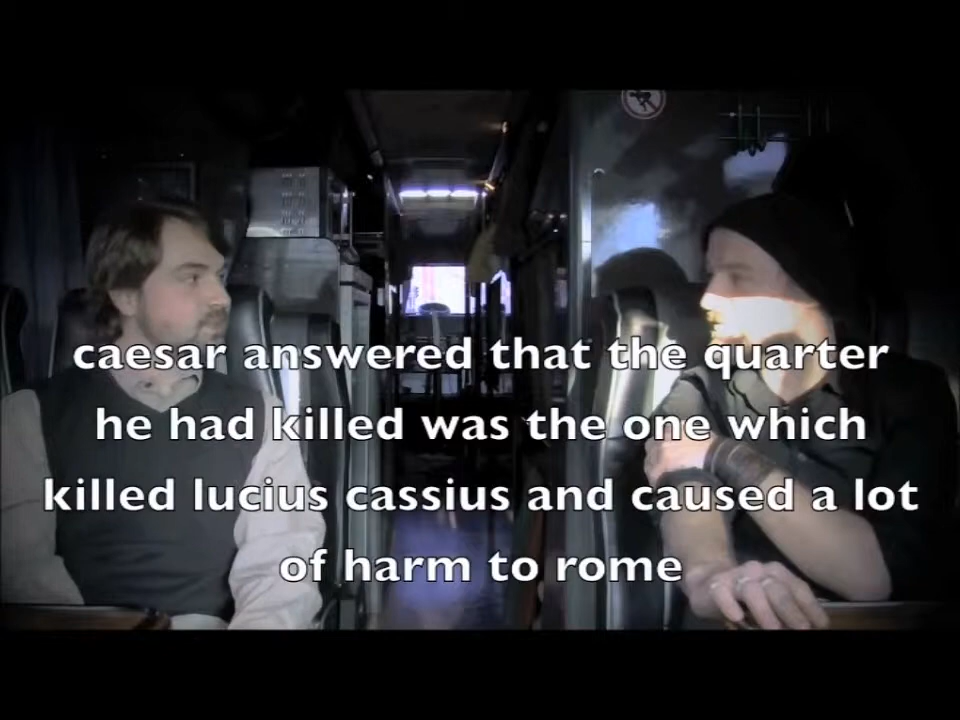 caesar answered that the quarter
he had killed was the one which
killed lucius cassius and caused a lot
of harm to rome